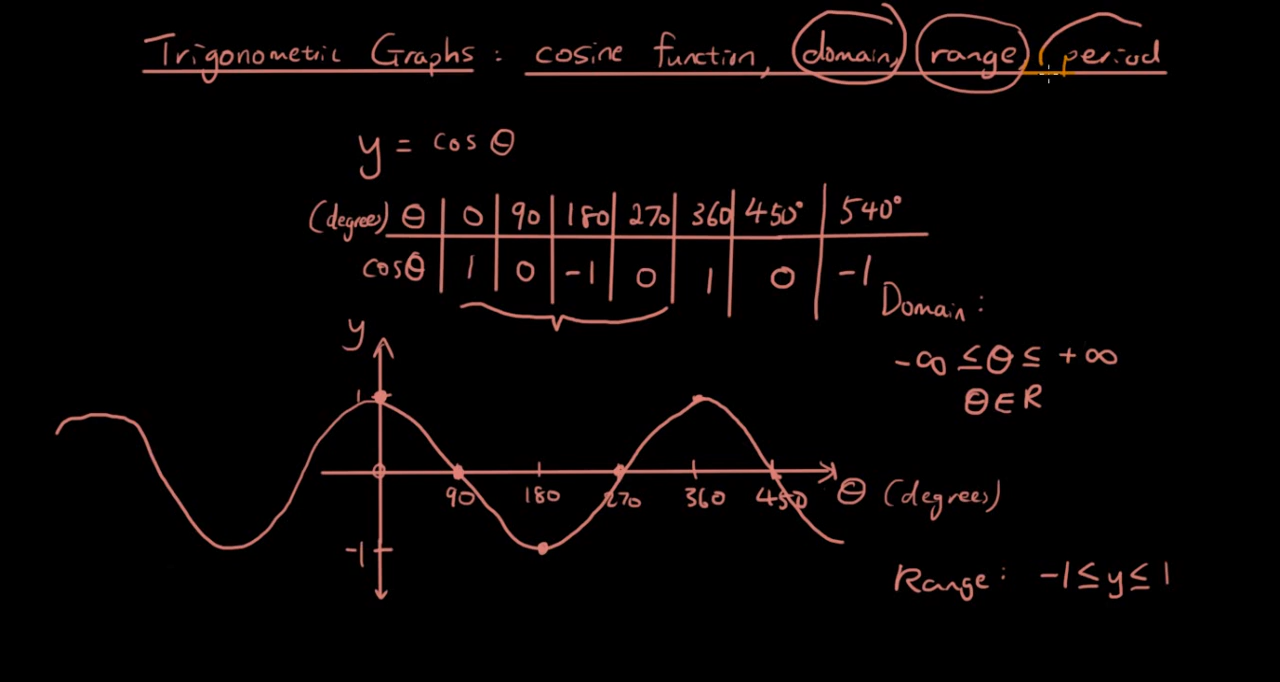 Trigonometric Graphs : cosine function, domain, range, period
y = cos θ
(degrees) θ | 0 | 90 | 180 | 270 | 360 | 450° | 540°
cosθ | 1 | 0 | -1 | 0 | 1 | 0 | -1
Domain :
-∞ ≤ θ ≤ +∞
θ ∈ R
y
1
0
90 180 270 360 450 θ (degrees)
-1
Range : -1 ≤ y ≤ 1